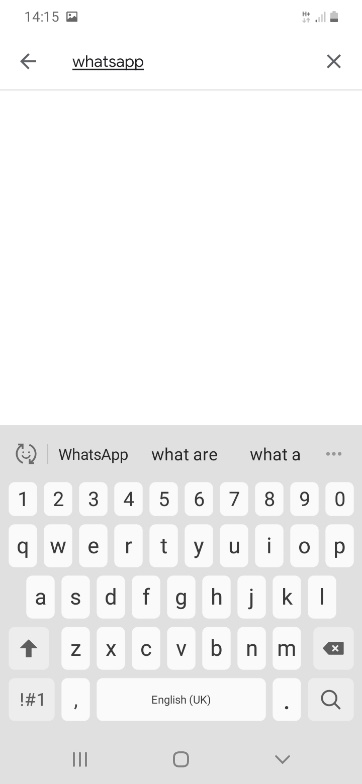 14:15
whatsapp
WhatsApp what are what a
1 2 3 4 5 6 7 8 9 0
q w e r t y u i o p
a s d f g h j k l
z x c v b n m
!#1 , English (UK) .